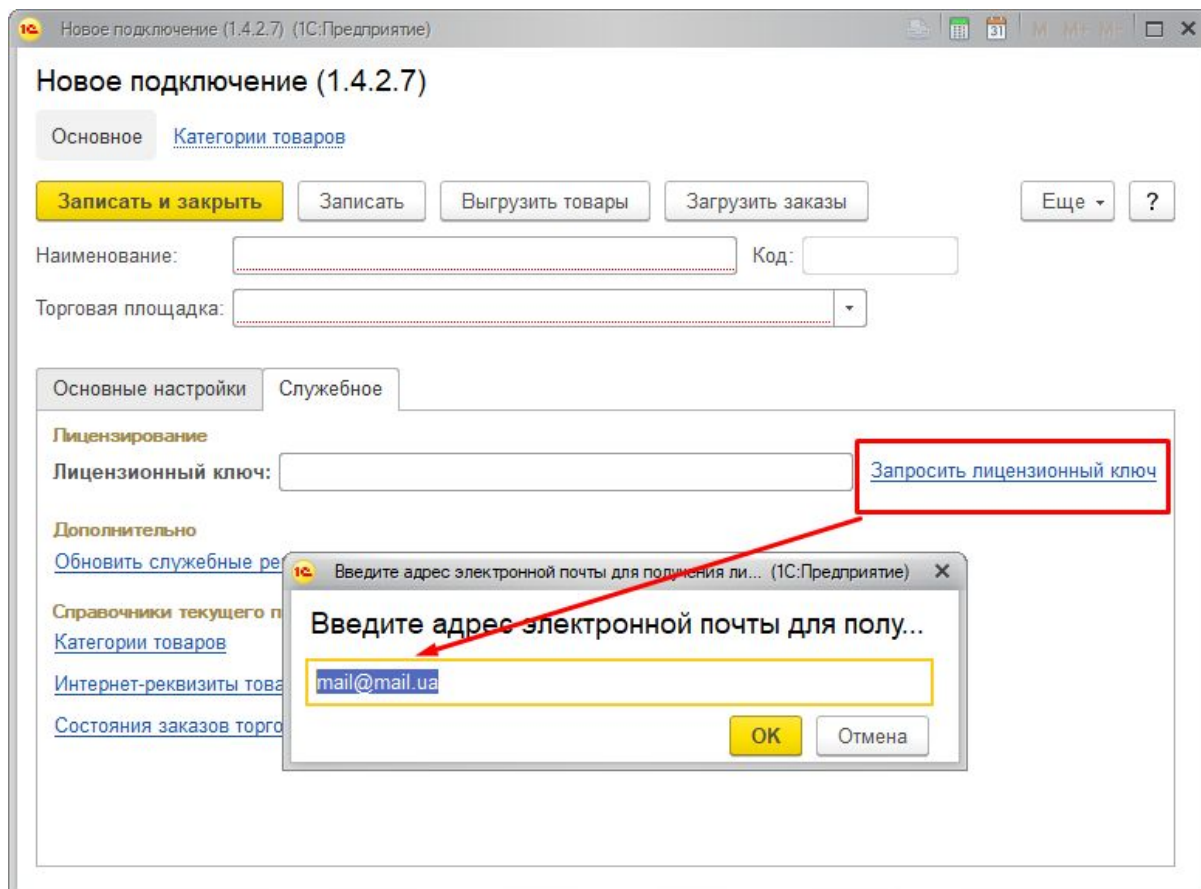 Новое подключение (1.4.2.7) (1С:Предприятие)
31 M M+ M-
Новое подключение (1.4.2.7)
Основное Категории товаров
Записать и закрыть Записать Выгрузить товары Загрузить заказы Еще ?
Наименование: Код:
Торговая площадка:
Основные настройки Служебное
Лицензирование
Лицензионный ключ: Запросить лицензионный ключ
Дополнительно
Обновить служебные ре
Справочники текущего п
Категории товаров
Интернет-реквизиты това
Состояния заказов торго
Введите адрес электронной почты для получения ли... (1С:Предприятие)
Введите адрес электронной почты для полу...
mail@mail.ua
ОК Отмена